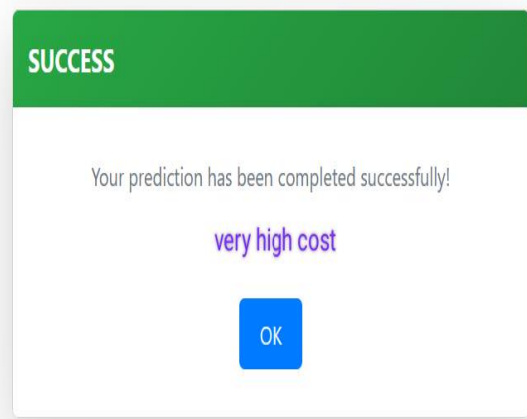 SUCCESS
Your prediction has been completed successfully!
very high cost
OK